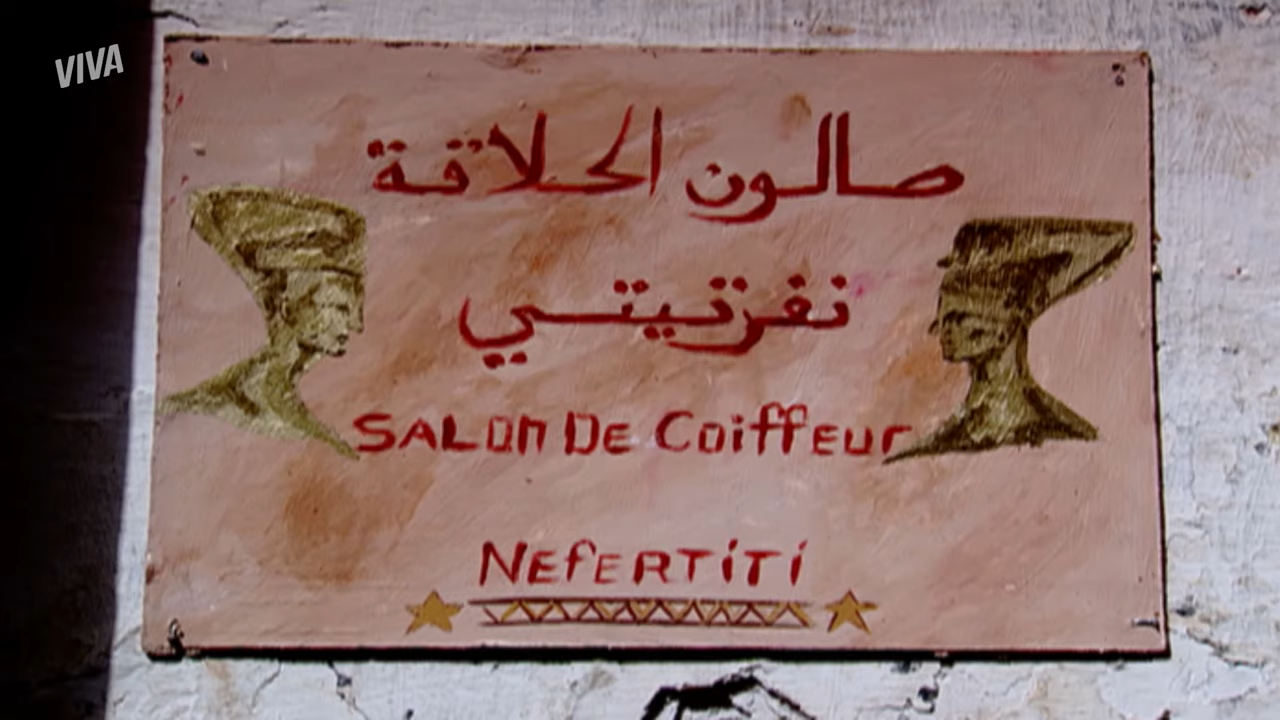 VIVA
صالون الحلاقة
نفرتيتي
SALON De Coiffeur
NefeRTiTi